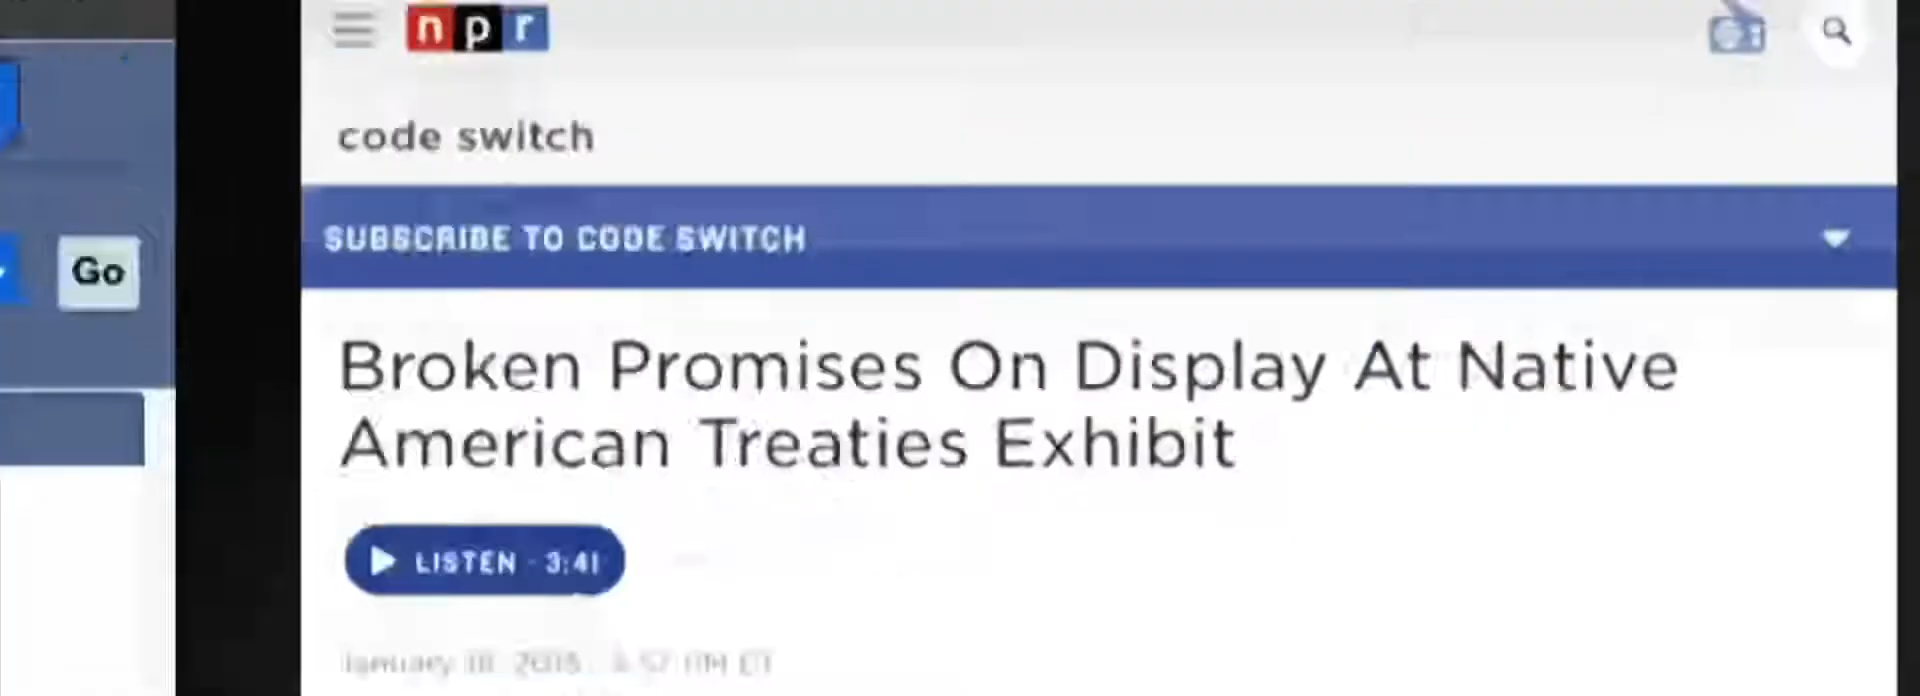 npr
code switch
SUBSCRIBE TO CODE SWITCH
Go
Broken Promises On Display At Native
American Treaties Exhibit
LISTEN · 3:41
January